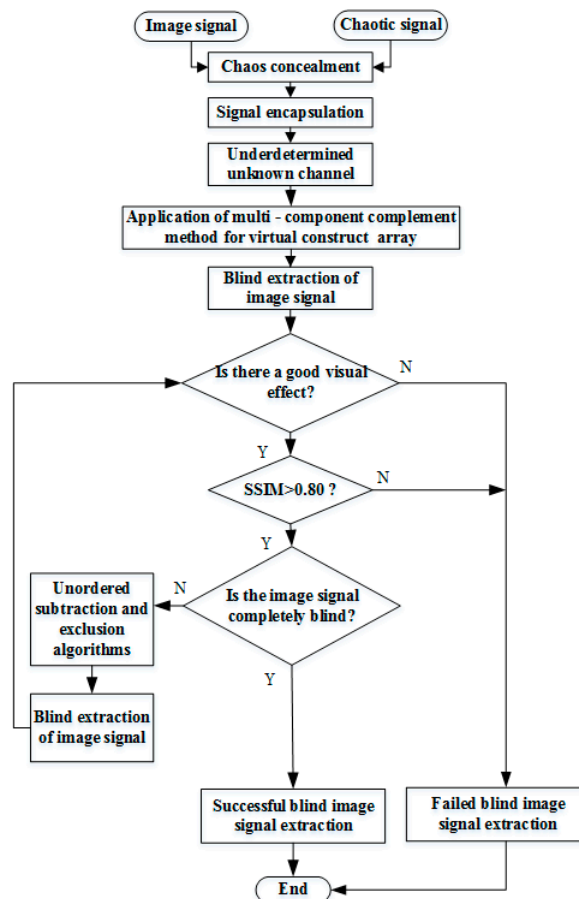 Image signal
Chaotic signal
Chaos concealment
Signal encapsulation
Underdetermined
unknown channel
Application of multi - component complement
method for virtual construct array
Blind extraction of
image signal
Is there a good visual
effect?
N
Y
SSIM>0.80 ?
N
Y
Is the image signal
completely blind?
N
Unordered
subtraction and
exclusion
algorithms
Y
Blind extraction
of image signal
Successful blind image
signal extraction
Failed blind image
signal extraction
End